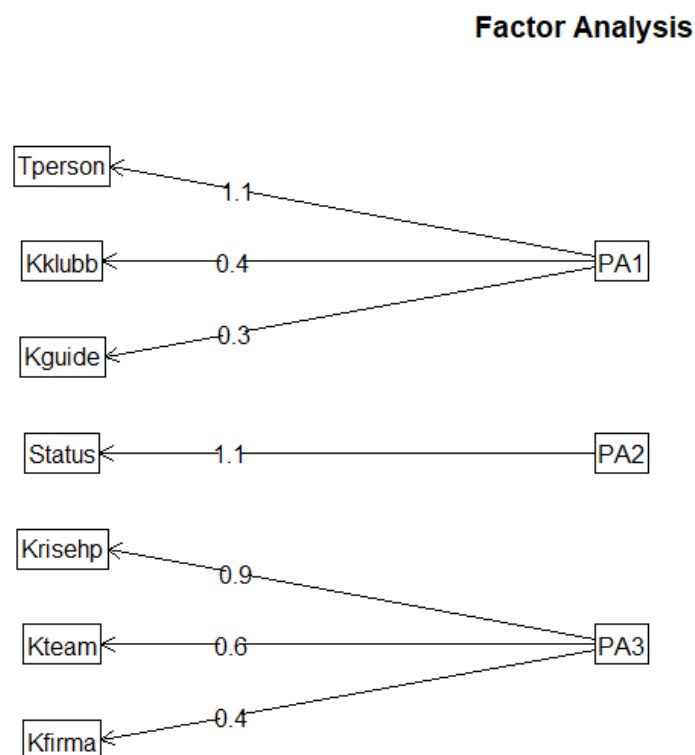 Factor Analysis
Tperson
1.1
Kklubb
0.4
PA1
Kguide
0.3
Status
1.1
PA2
Krisehp
0.9
Kteam
0.6
PA3
Kfirma
0.4